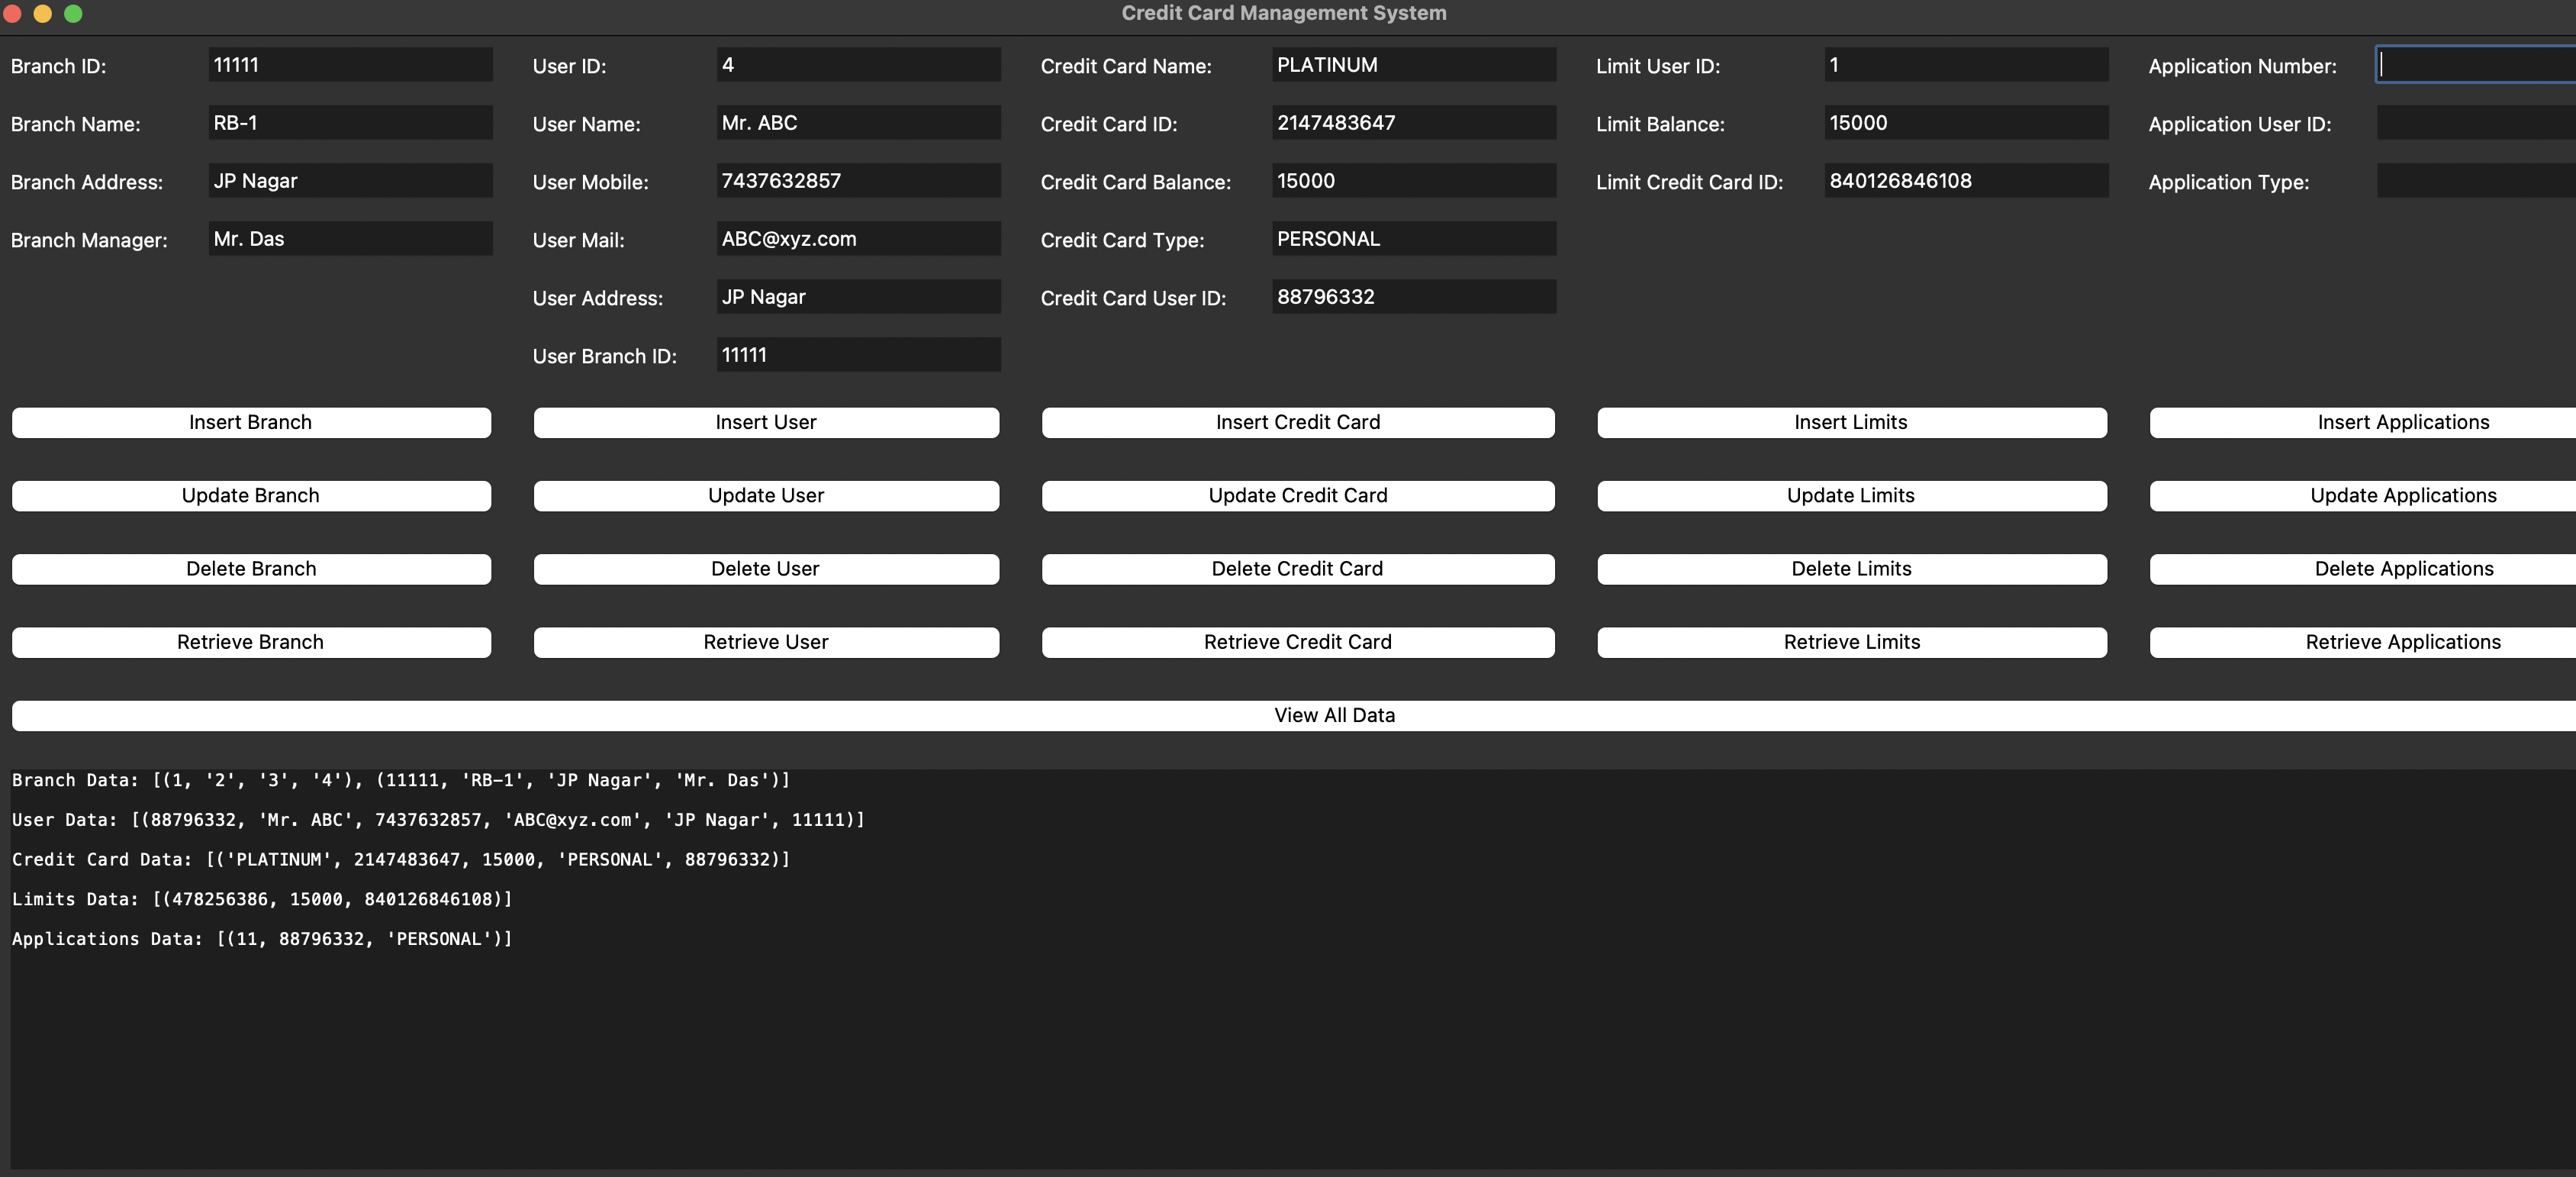 Credit Card Management System
Branch ID: 11111 User ID: 4 Credit Card Name: PLATINUM Limit User ID: 1 Application Number:
Branch Name: RB-1 User Name: Mr. ABC Credit Card ID: 2147483647 Limit Balance: 15000 Application User ID:
Branch Address: JP Nagar User Mobile: 7437632857 Credit Card Balance: 15000 Limit Credit Card ID: 840126846108 Application Type:
Branch Manager: Mr. Das User Mail: ABC@xyz.com Credit Card Type: PERSONAL
User Address: JP Nagar Credit Card User ID: 88796332
User Branch ID: 11111
Insert Branch Insert User Insert Credit Card Insert Limits Insert Applications
Update Branch Update User Update Credit Card Update Limits Update Applications
Delete Branch Delete User Delete Credit Card Delete Limits Delete Applications
Retrieve Branch Retrieve User Retrieve Credit Card Retrieve Limits Retrieve Applications
View All Data
Branch Data: [(1, '2', '3', '4'), (11111, 'RB-1', 'JP Nagar', 'Mr. Das')]
User Data: [(88796332, 'Mr. ABC', 7437632857, 'ABC@xyz.com', 'JP Nagar', 11111)]
Credit Card Data: [('PLATINUM', 2147483647, 15000, 'PERSONAL', 88796332)]
Limits Data: [(478256386, 15000, 840126846108)]
Applications Data: [(11, 88796332, 'PERSONAL')]